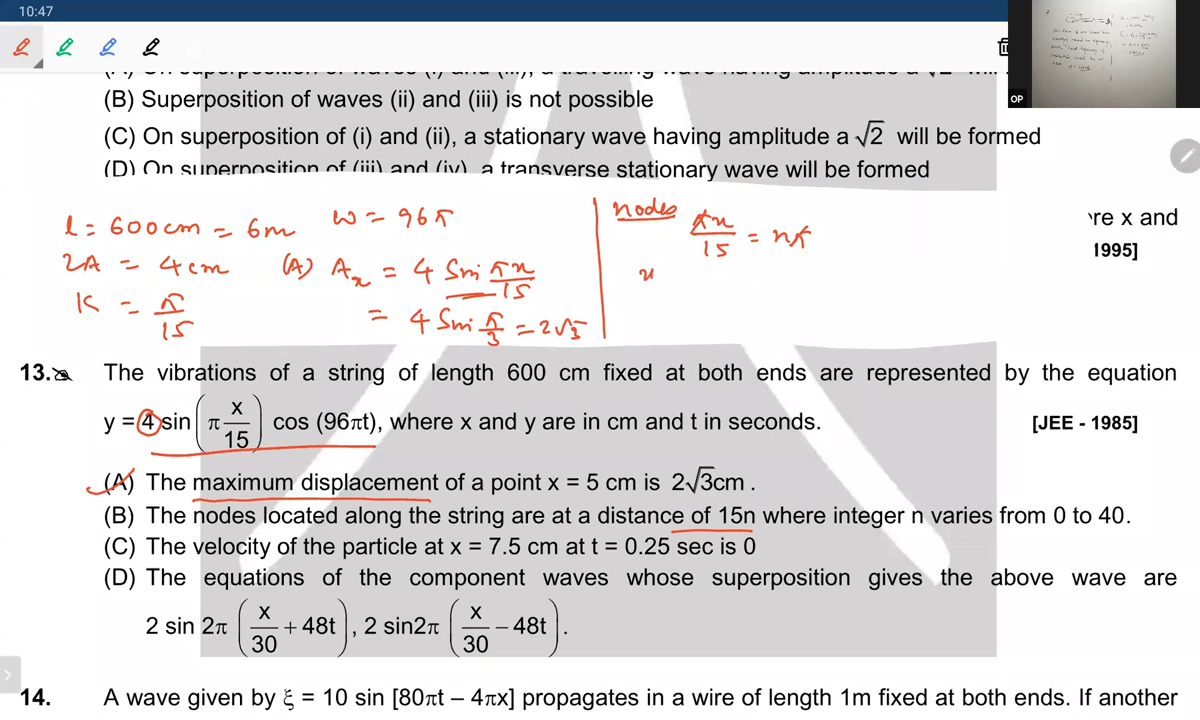 10:47
OP
(B) Superposition of waves (ii) and (iii) is not possible
(C) On superposition of (i) and (ii), a stationary wave having amplitude a √2 will be formed
(D) On superposition of (iii) and (iv) a transverse stationary wave will be formed
re x and
1995]
l = 600cm = 6m
ω = 96π
2A = 4cm
(A) Ax = 4 Sin πx/15
K = π/15
= 4 Sin π/3 = 2√3
nodes
πx/15 = nπ
x
13. The vibrations of a string of length 600 cm fixed at both ends are represented by the equation
y = 4 sin (π x/15) cos (96πt), where x and y are in cm and t in seconds. [JEE - 1985]
(A) The maximum displacement of a point x = 5 cm is 2√3cm .
(B) The nodes located along the string are at a distance of 15n where integer n varies from 0 to 40.
(C) The velocity of the particle at x = 7.5 cm at t = 0.25 sec is 0
(D) The equations of the component waves whose superposition gives the above wave are
2 sin 2π (x/30 + 48t), 2 sin2π (x/30 – 48t).
14. A wave given by ξ = 10 sin [80πt – 4πx] propagates in a wire of length 1m fixed at both ends. If another